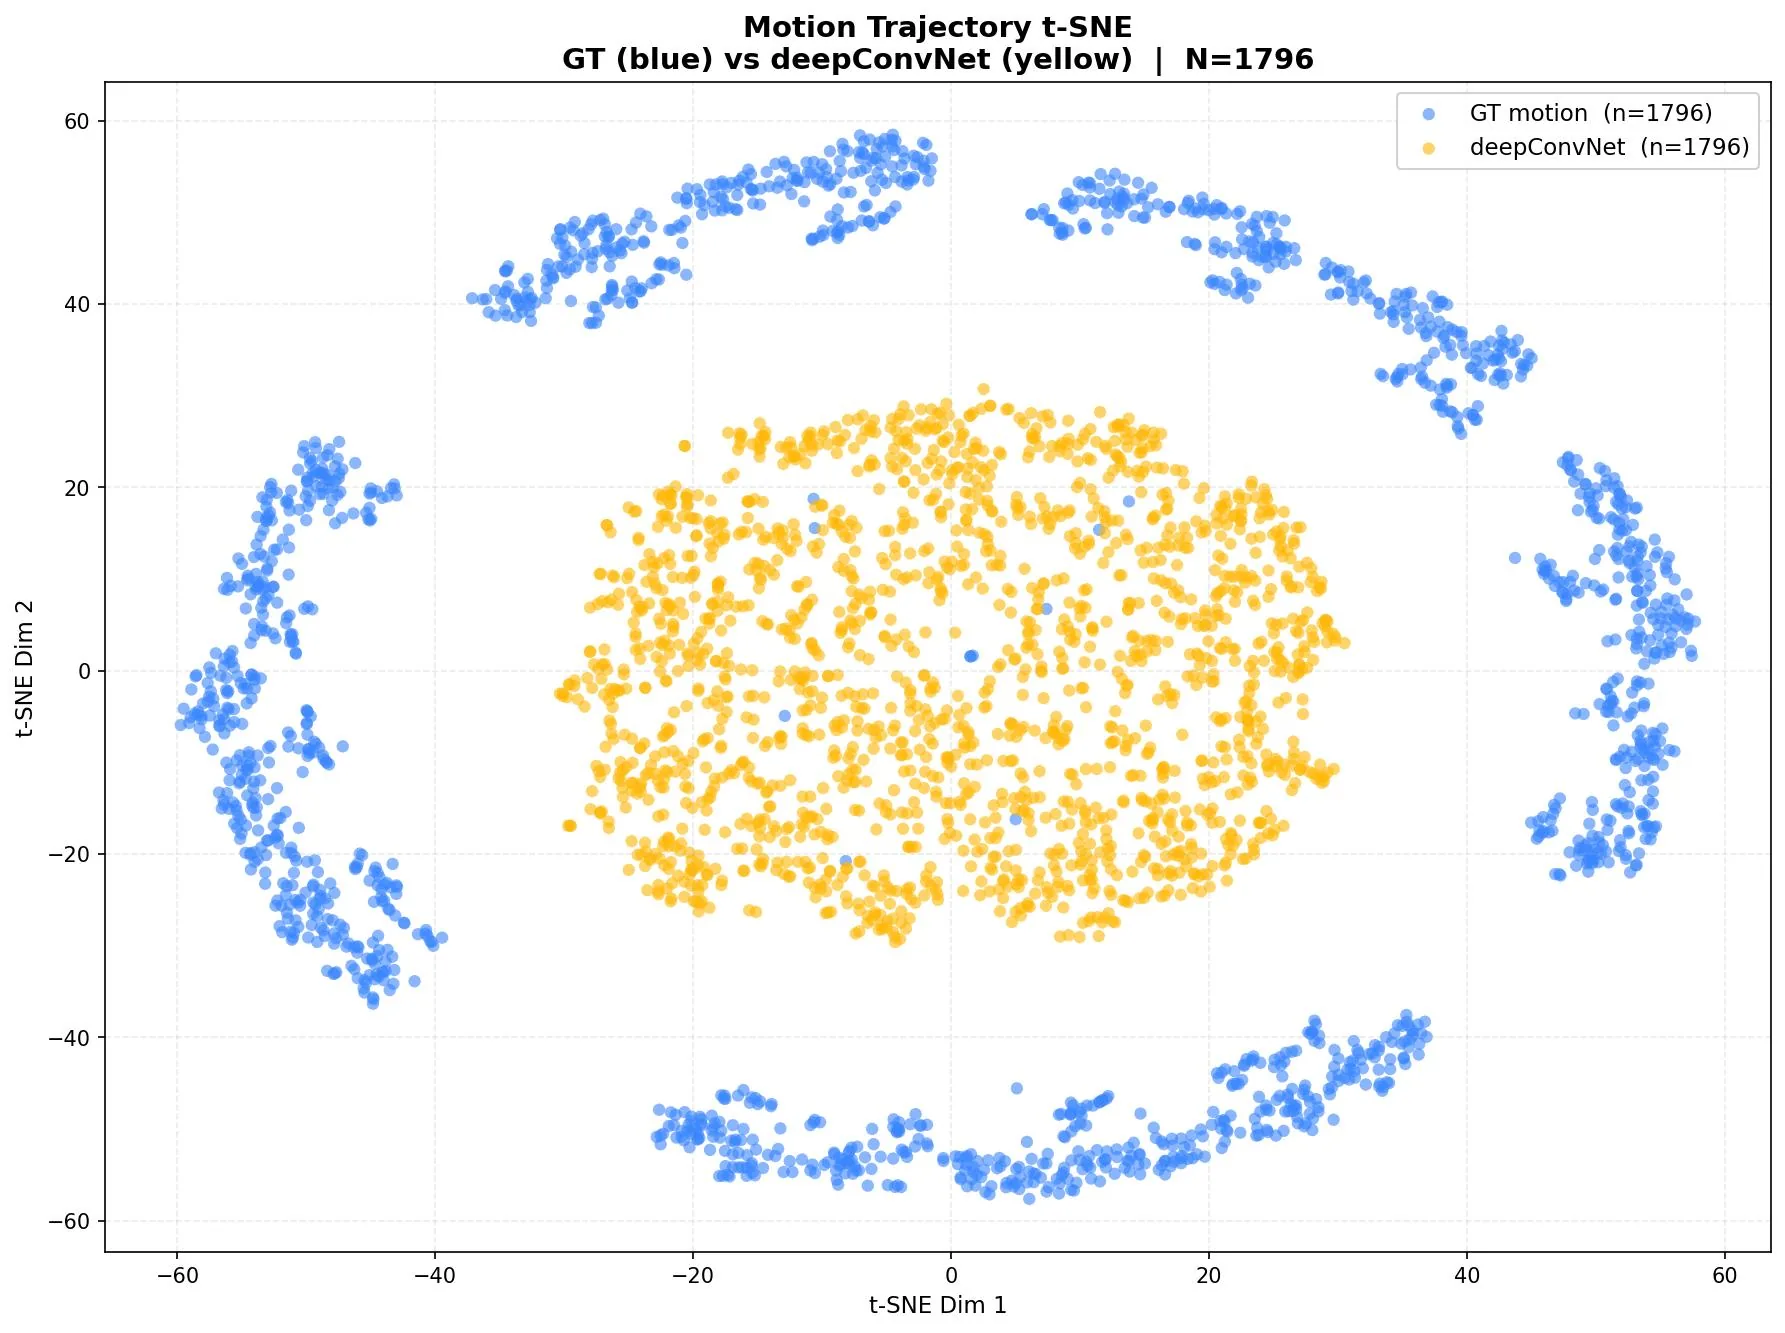 Motion Trajectory t-SNE
GT (blue) vs deepConvNet (yellow)  |  N=1796
GT motion  (n=1796)
deepConvNet  (n=1796)
t-SNE Dim 2
60
40
20
0
−20
−40
−60
−60
−40
−20
0
20
40
60
t-SNE Dim 1